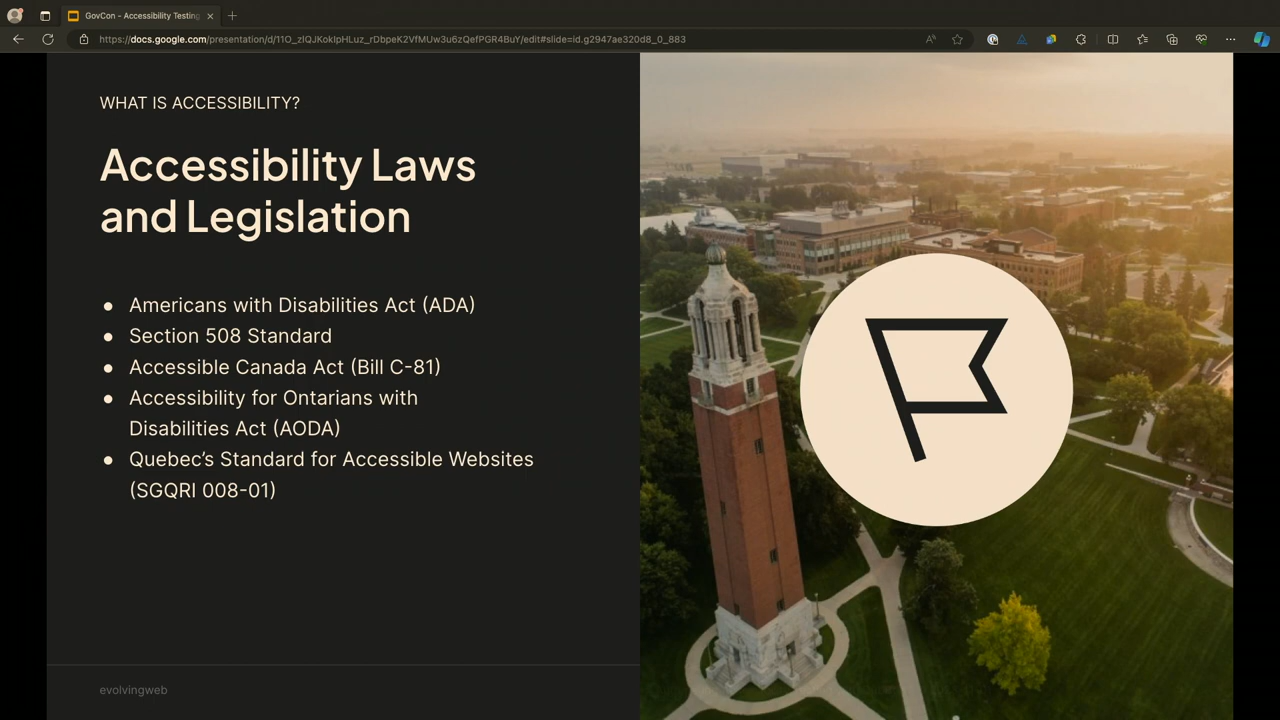 GovCon - Accessibility Testing
https://docs.google.com/presentation/d/11O_zlQJKokIpHLuz_rDbpeK2VfMUw3u6zQefPGR4BuY/edit#slide=id.g2947ae320d8_0_883
WHAT IS ACCESSIBILITY?
Accessibility Laws
and Legislation
● Americans with Disabilities Act (ADA)
● Section 508 Standard
● Accessible Canada Act (Bill C-81)
● Accessibility for Ontarians with
Disabilities Act (AODA)
● Quebec’s Standard for Accessible Websites
(SGQRI 008-01)
evolvingweb